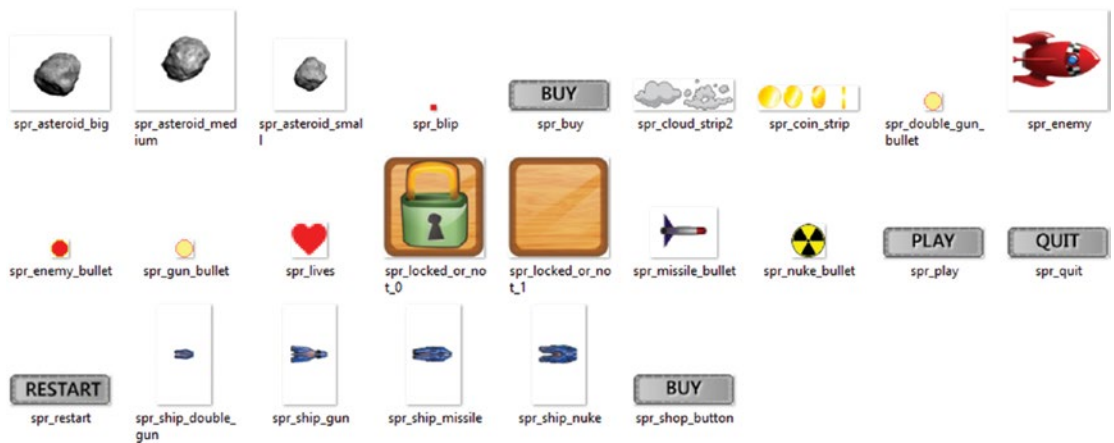 BUY
spr_asteroid_big
spr_asteroid_med
ium
spr_asteroid_smal
l
spr_blip
spr_buy
spr_cloud_strip2
spr_coin_strip
spr_double_gun_
bullet
spr_enemy
spr_enemy_bullet
spr_gun_bullet
spr_lives
spr_locked_or_no
t_0
spr_locked_or_no
t_1
spr_missile_bullet
spr_nuke_bullet
PLAY
spr_play
QUIT
spr_quit
RESTART
spr_restart
spr_ship_double_
gun
spr_ship_gun
spr_ship_missile
spr_ship_nuke
BUY
spr_shop_button